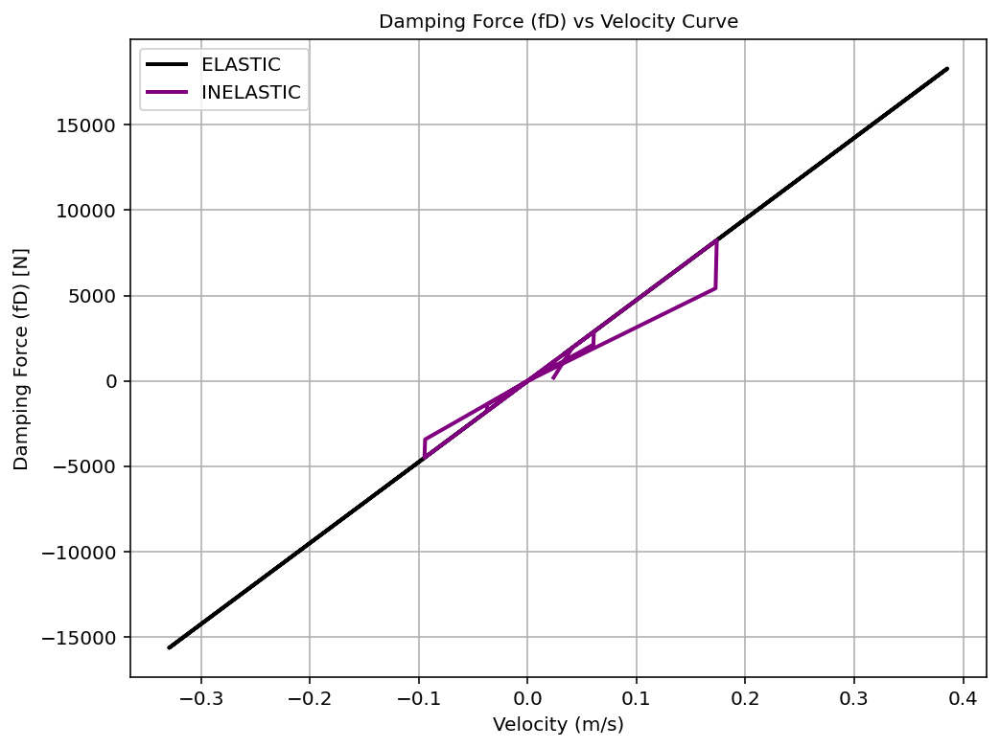 Damping Force (fD) vs Velocity Curve
ELASTIC
INELASTIC
15000
10000
5000
0
−5000
−10000
−15000
Damping Force (fD) [N]
−0.3 −0.2 −0.1 0.0 0.1 0.2 0.3 0.4
Velocity (m/s)